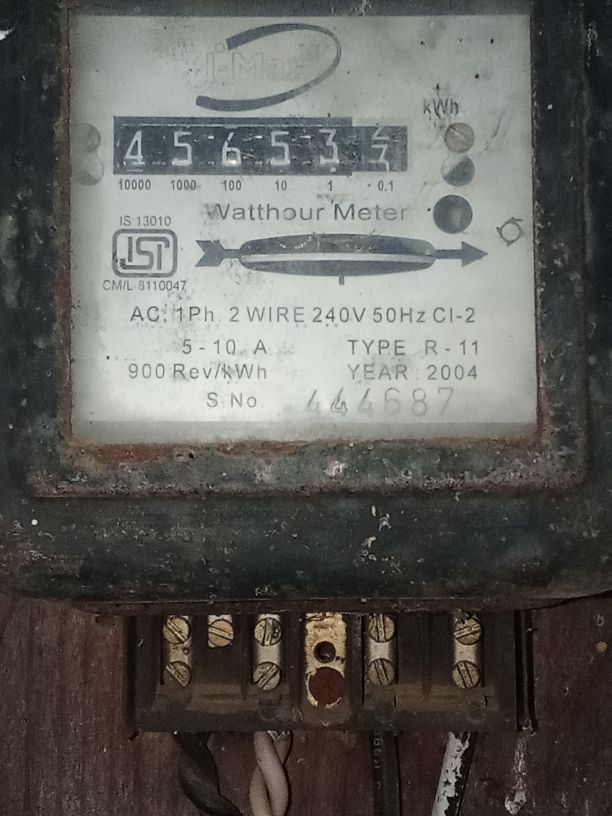 J-Max
kWh
4 5 6 5 3
10000 1000 100 10 1 0.1
Watthour Meter
IS 13010
ISI
CM/L-8110047
AC. 1Ph. 2 WIRE 240V 50Hz Cl-2
5 - 10 A TYPE R - 11
900 Rev/kWh YEAR 2004
S.No. 444687